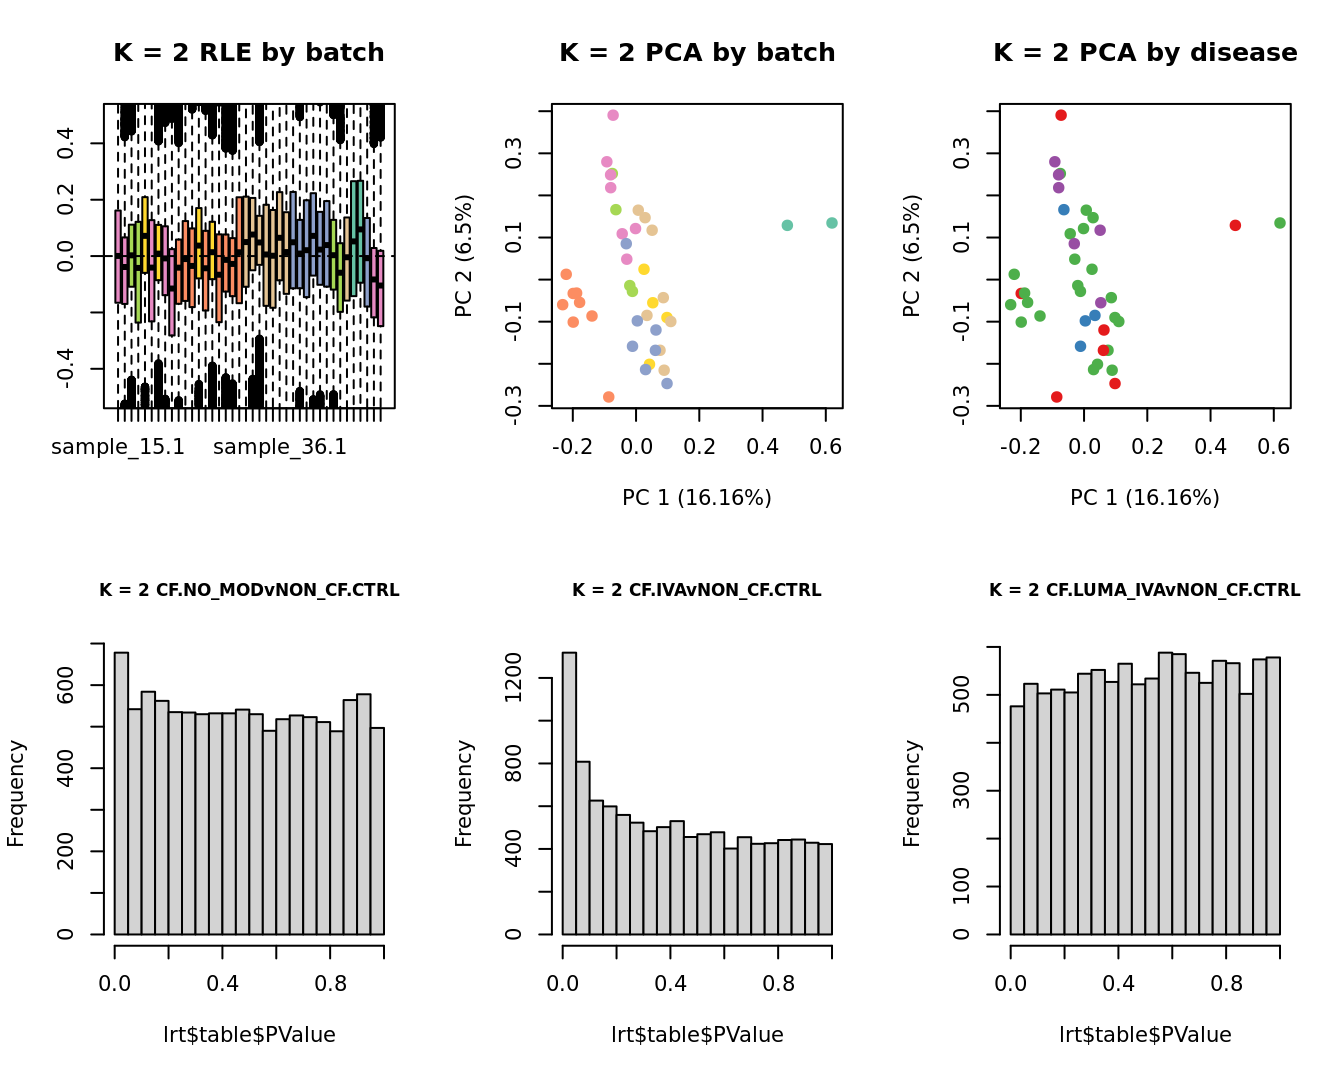 K = 2 RLE by batch
0.4
0.2
0.0
-0.4
sample_15.1 sample_36.1
K = 2 PCA by batch
PC 2 (6.5%)
0.3
0.1
-0.1
-0.3
-0.2 0.0 0.2 0.4 0.6
PC 1 (16.16%)
K = 2 PCA by disease
PC 2 (6.5%)
0.3
0.1
-0.1
-0.3
-0.2 0.0 0.2 0.4 0.6
PC 1 (16.16%)
K = 2 CF.NO_MODvNON_CF.CTRL
Frequency
600
400
200
0
0.0 0.4 0.8
lrt$table$PValue
K = 2 CF.IVAvNON_CF.CTRL
Frequency
1200
800
400
0
0.0 0.4 0.8
lrt$table$PValue
K = 2 CF.LUMA_IVAvNON_CF.CTRL
Frequency
500
300
100
0
0.0 0.4 0.8
lrt$table$PValue